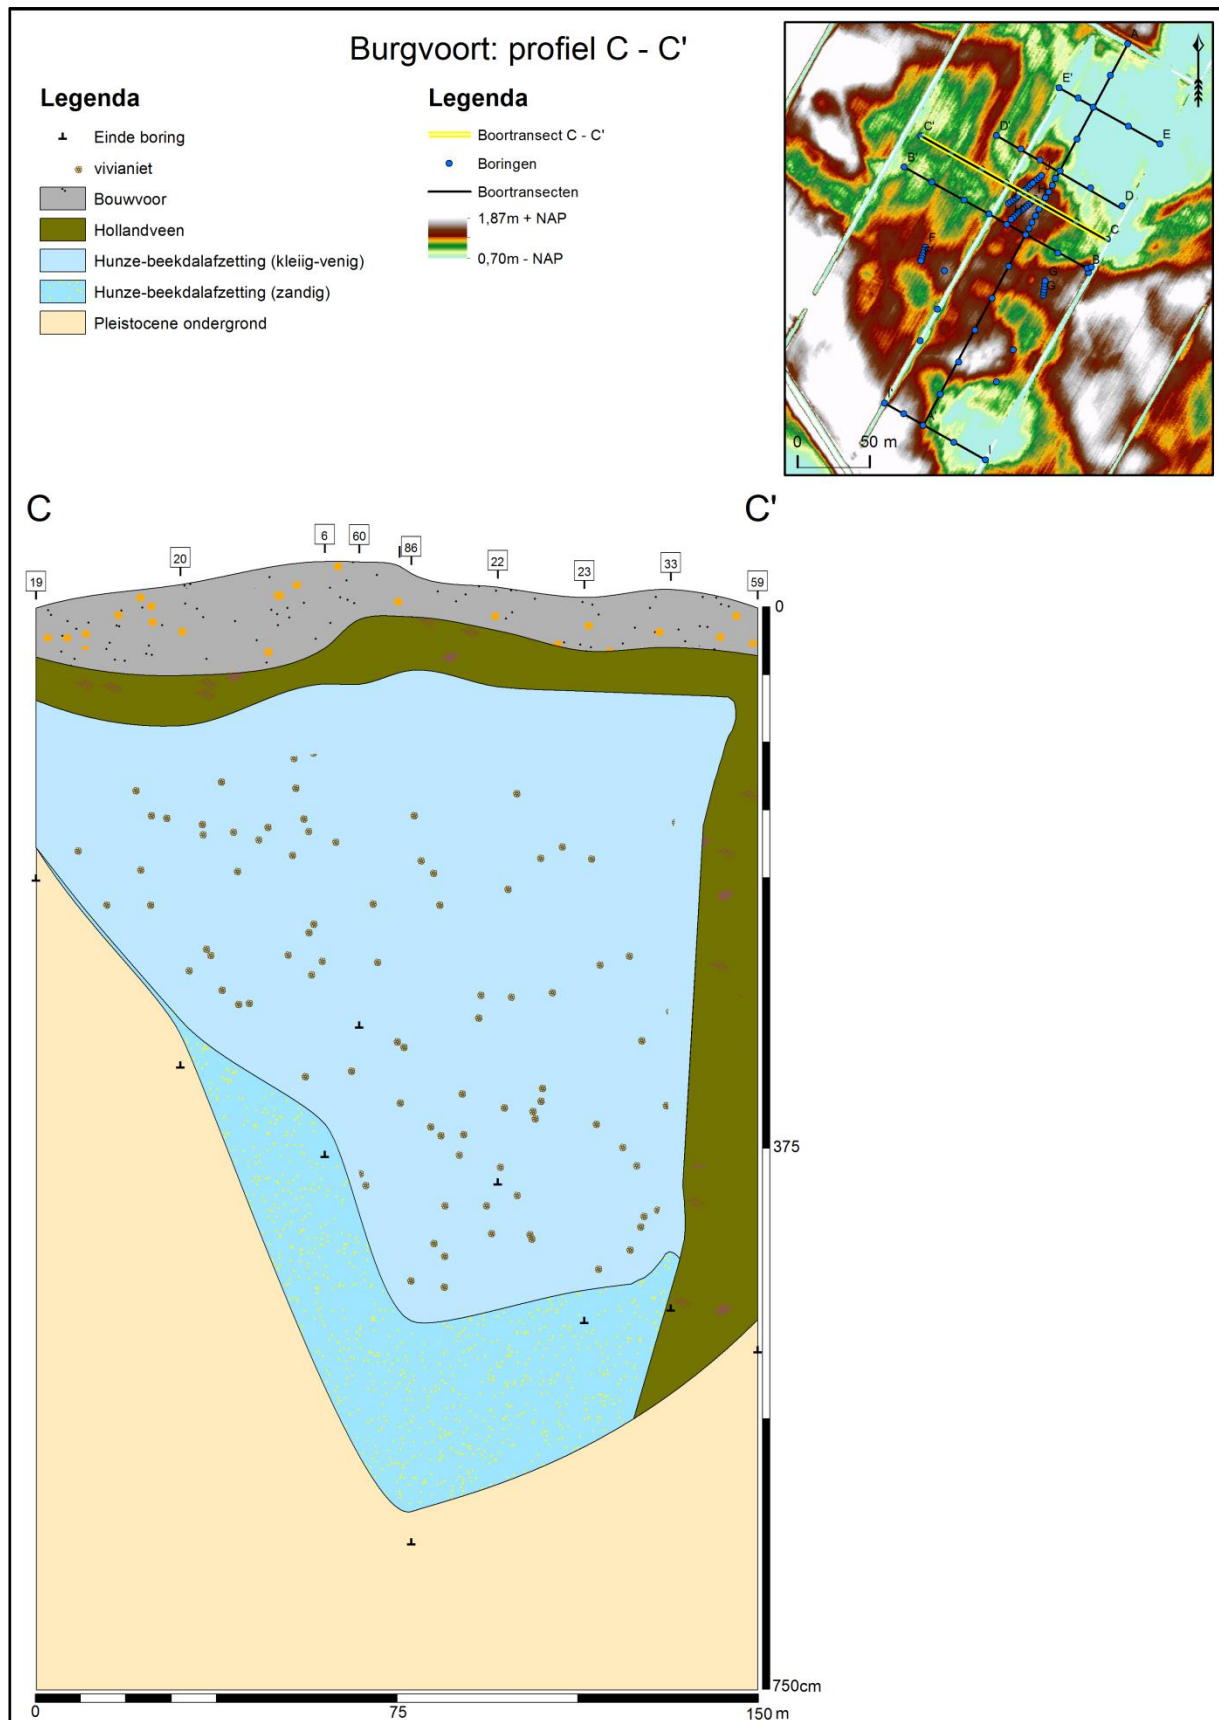 Burgvoort: profiel C - C'
Legenda
Einde boring
vivianiet
Bouwvoor
Hollandveen
Hunze-beekdalafzetting (kleiig-venig)
Hunze-beekdalafzetting (zandig)
Pleistocene ondergrond
Legenda
Boortransect C - C'
Boringen
Boortransecten
1,87m + NAP
0,70m - NAP
A
E'
E
C'
D'
B'
J
H
H
D
C
F
B
G
G
A'
I
0 50 m
C C'
19 20 6 60 86 22 23 33 59
0
375
750cm
0 75 150 m